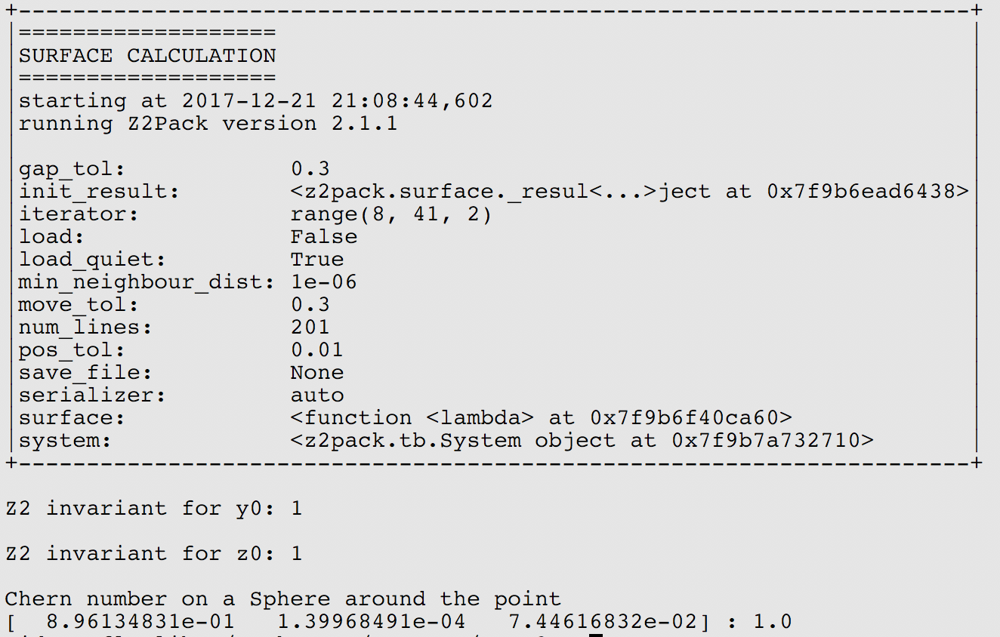 +----------------------------------------------------------------------+
|===================
|SURFACE CALCULATION
|===================
|starting at 2017-12-21 21:08:44,602
|running Z2Pack version 2.1.1
|gap_tol:            0.3
|init_result:        <z2pack.surface._resul<...>ject at 0x7f9b6ead6438>|
|iterator:           range(8, 41, 2)
|load:               False
|load_quiet:         True
|min_neighbour_dist: 1e-06
|move_tol:           0.3
|num_lines:          201
|pos_tol:            0.01
|save_file:          None
|serializer:         auto
|surface:            <function <lambda> at 0x7f9b6f40ca60>
|system:             <z2pack.tb.System object at 0x7f9b7a732710>
+----------------------------------------------------------------------+
Z2 invariant for y0: 1
Z2 invariant for z0: 1
Chern number on a Sphere around the point
[  8.96134831e-01   1.39968491e-04   7.44616832e-02] : 1.0